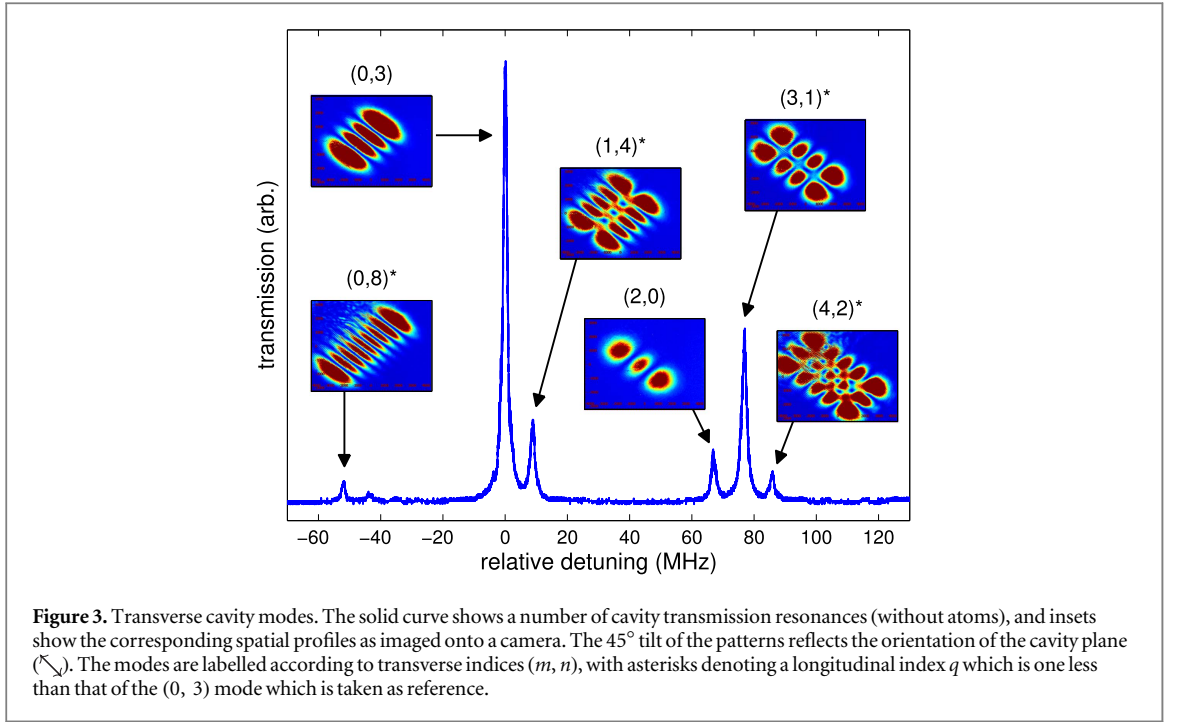 (0,3)
(3,1)*
(1,4)*
(0,8)*
(2,0)
(4,2)*
transmission (arb.)
−60 −40 −20 0 20 40 60 80 100 120
relative detuning (MHz)
Figure 3. Transverse cavity modes. The solid curve shows a number of cavity transmission resonances (without atoms), and insets
show the corresponding spatial profiles as imaged onto a camera. The 45° tilt of the patterns reflects the orientation of the cavity plane
(⤡). The modes are labelled according to transverse indices (m, n), with asterisks denoting a longitudinal index q which is one less
than that of the (0, 3) mode which is taken as reference.